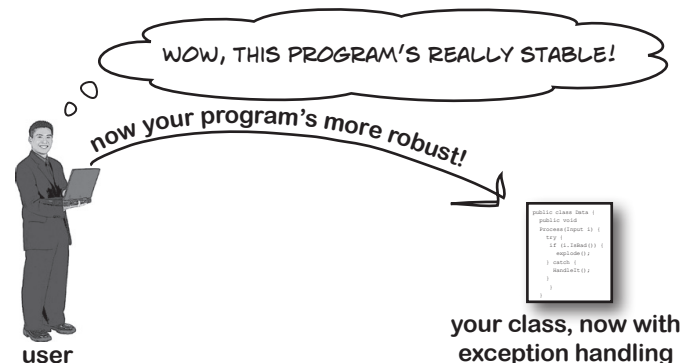 WOW, THIS PROGRAM'S REALLY STABLE!
now your program's more robust!
public class Data {
public void
Process(Input i) {
try {
if (i.IsBad()) {
explode();
} catch {
HandleIt();
}
}
}
your class, now with
exception handling
user